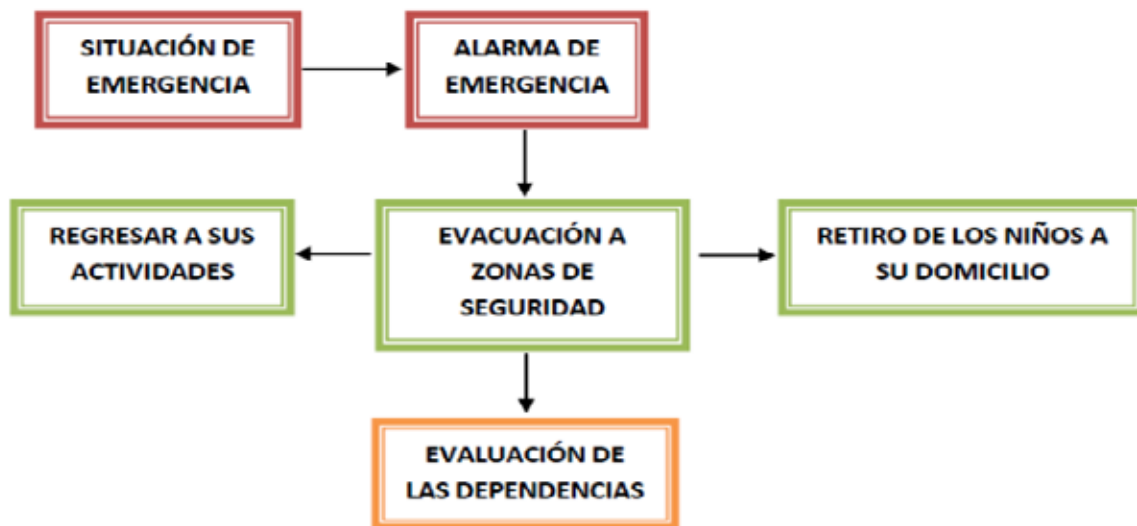 SITUACIÓN DE
EMERGENCIA
ALARMA DE
EMERGENCIA
REGRESAR A SUS
ACTIVIDADES
EVACUACIÓN A
ZONAS DE
SEGURIDAD
RETIRO DE LOS NIÑOS A
SU DOMICILIO
EVALUACIÓN DE
LAS DEPENDENCIAS